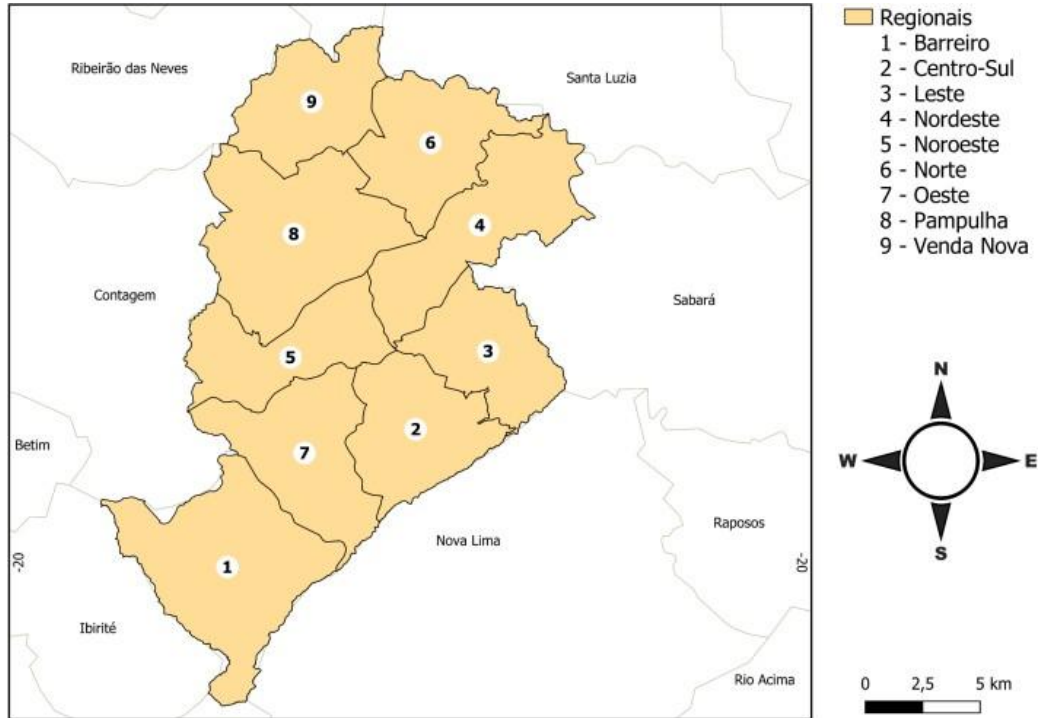 Ribeirão das Neves
Santa Luzia
9
6
4
8
Contagem
Sabará
5
3
2
Betim
7
Raposos
Nova Lima
-20
-20
1
Ibirité
Rio Acima
Regionais
1 - Barreiro
2 - Centro-Sul
3 - Leste
4 - Nordeste
5 - Noroeste
6 - Norte
7 - Oeste
8 - Pampulha
9 - Venda Nova
N
W E
S
0 2,5 5 km